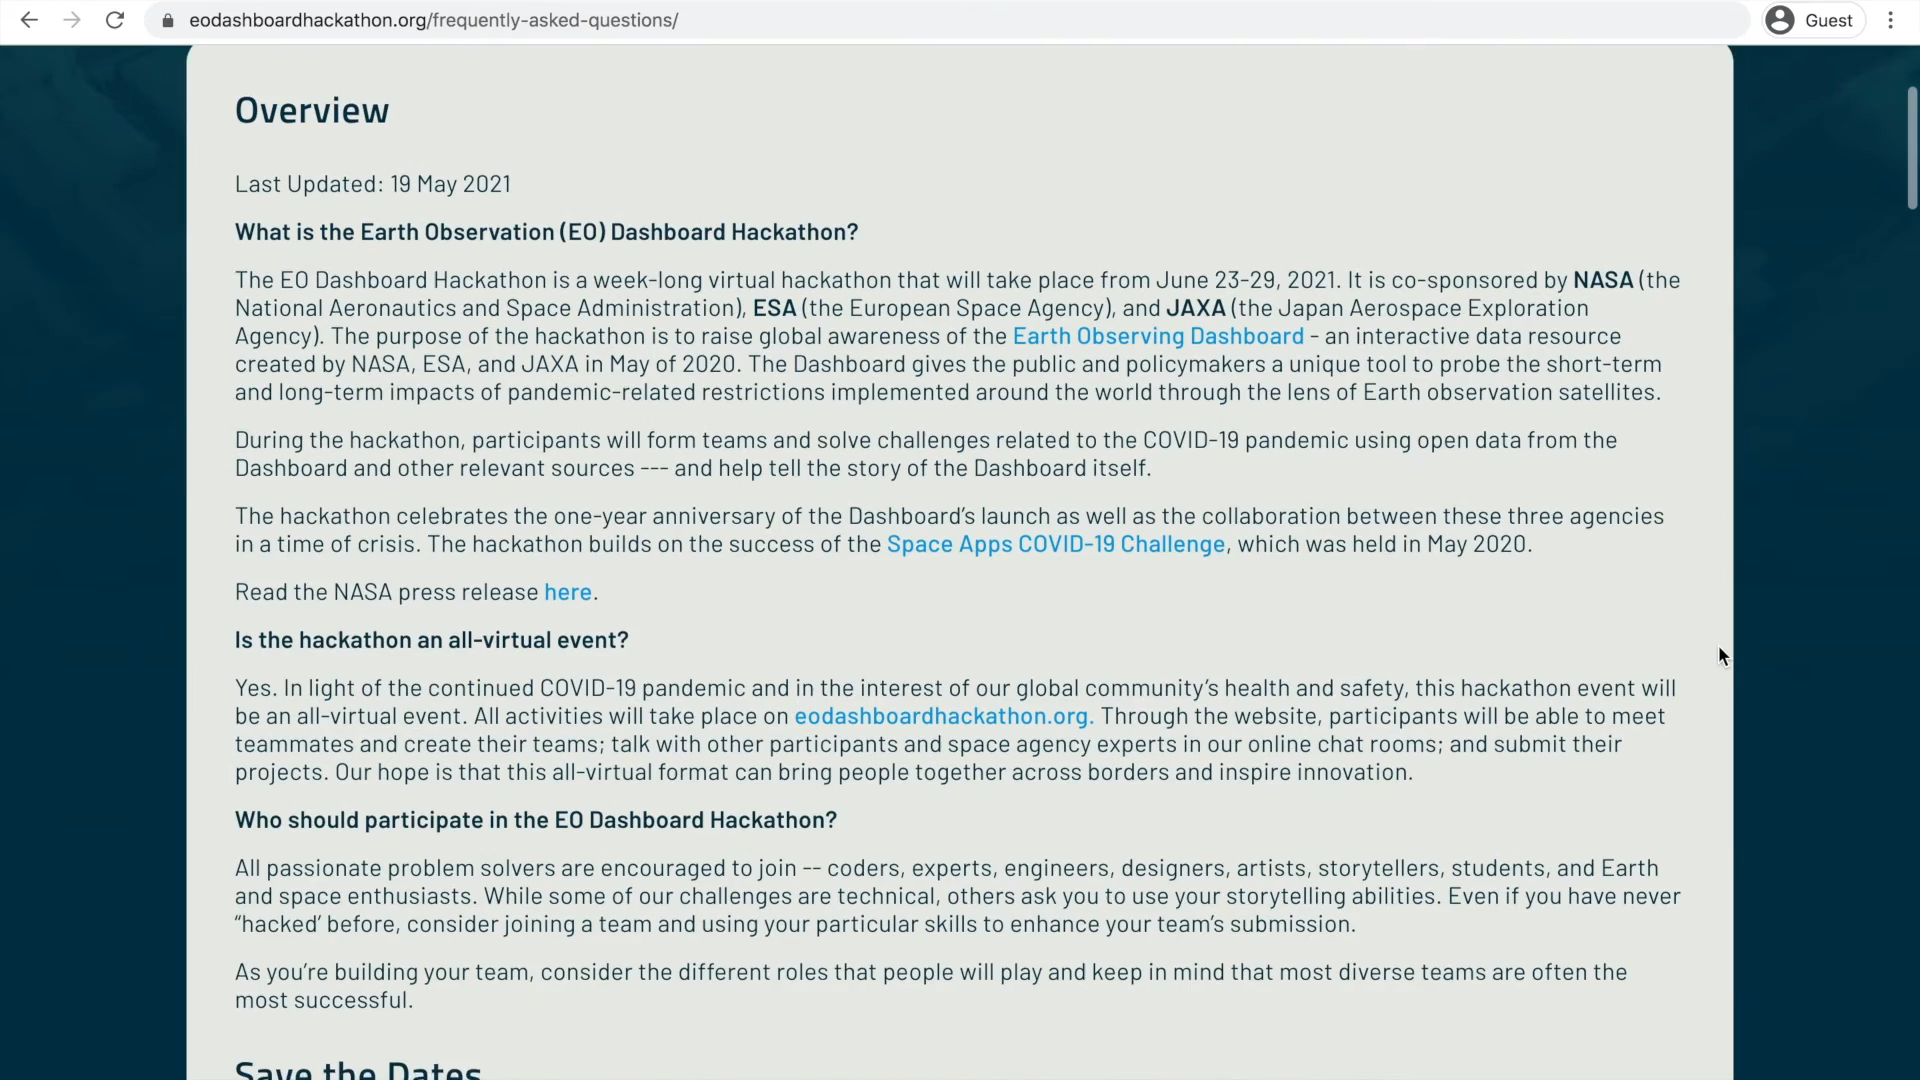 eodashboardhackathon.org/frequently-asked-questions/
Guest
Overview
Last Updated: 19 May 2021
What is the Earth Observation (EO) Dashboard Hackathon?
The EO Dashboard Hackathon is a week-long virtual hackathon that will take place from June 23-29, 2021. It is co-sponsored by NASA (the
National Aeronautics and Space Administration), ESA (the European Space Agency), and JAXA (the Japan Aerospace Exploration
Agency). The purpose of the hackathon is to raise global awareness of the Earth Observing Dashboard - an interactive data resource
created by NASA, ESA, and JAXA in May of 2020. The Dashboard gives the public and policymakers a unique tool to probe the short-term
and long-term impacts of pandemic-related restrictions implemented around the world through the lens of Earth observation satellites.
During the hackathon, participants will form teams and solve challenges related to the COVID-19 pandemic using open data from the
Dashboard and other relevant sources --- and help tell the story of the Dashboard itself.
The hackathon celebrates the one-year anniversary of the Dashboard's launch as well as the collaboration between these three agencies
in a time of crisis. The hackathon builds on the success of the Space Apps COVID-19 Challenge, which was held in May 2020.
Read the NASA press release here.
Is the hackathon an all-virtual event?
Yes. In light of the continued COVID-19 pandemic and in the interest of our global community's health and safety, this hackathon event will
be an all-virtual event. All activities will take place on eodashboardhackathon.org. Through the website, participants will be able to meet
teammates and create their teams; talk with other participants and space agency experts in our online chat rooms; and submit their
projects. Our hope is that this all-virtual format can bring people together across borders and inspire innovation.
Who should participate in the EO Dashboard Hackathon?
All passionate problem solvers are encouraged to join -- coders, experts, engineers, designers, artists, storytellers, students, and Earth
and space enthusiasts. While some of our challenges are technical, others ask you to use your storytelling abilities. Even if you have never
“hacked’ before, consider joining a team and using your particular skills to enhance your team's submission.
As you're building your team, consider the different roles that people will play and keep in mind that most diverse teams are often the
most successful.
Save the Dates